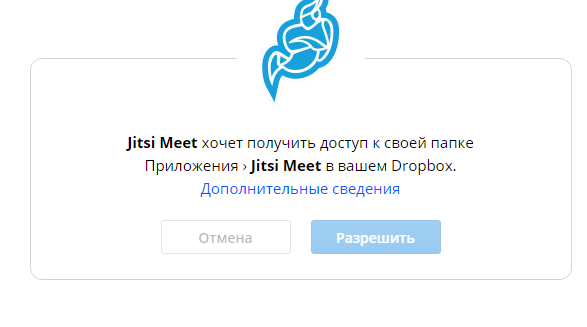 Jitsi Meet хочет получить доступ к своей папке
Приложения › Jitsi Meet в вашем Dropbox.
Дополнительные сведения
Отмена Разрешить